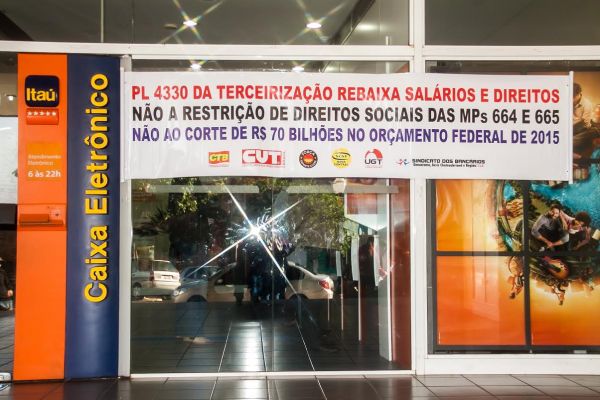 Itaú
Atendimento
Eletrônico
6 às 22h
Caixa Eletrônico
PL 4330 DA TERCEIRIZAÇÃO REBAIXA SALÁRIOS E DIREITOS
NÃO A RESTRIÇÃO DE DIREITOS SOCIAIS DAS MPs 664 E 665
NÃO AO CORTE DE R$ 70 BILHÕES NO ORÇAMENTO FEDERAL DE 2015
CTB
CUT
UGT
SINDICATO DOS BANCÁRIOS